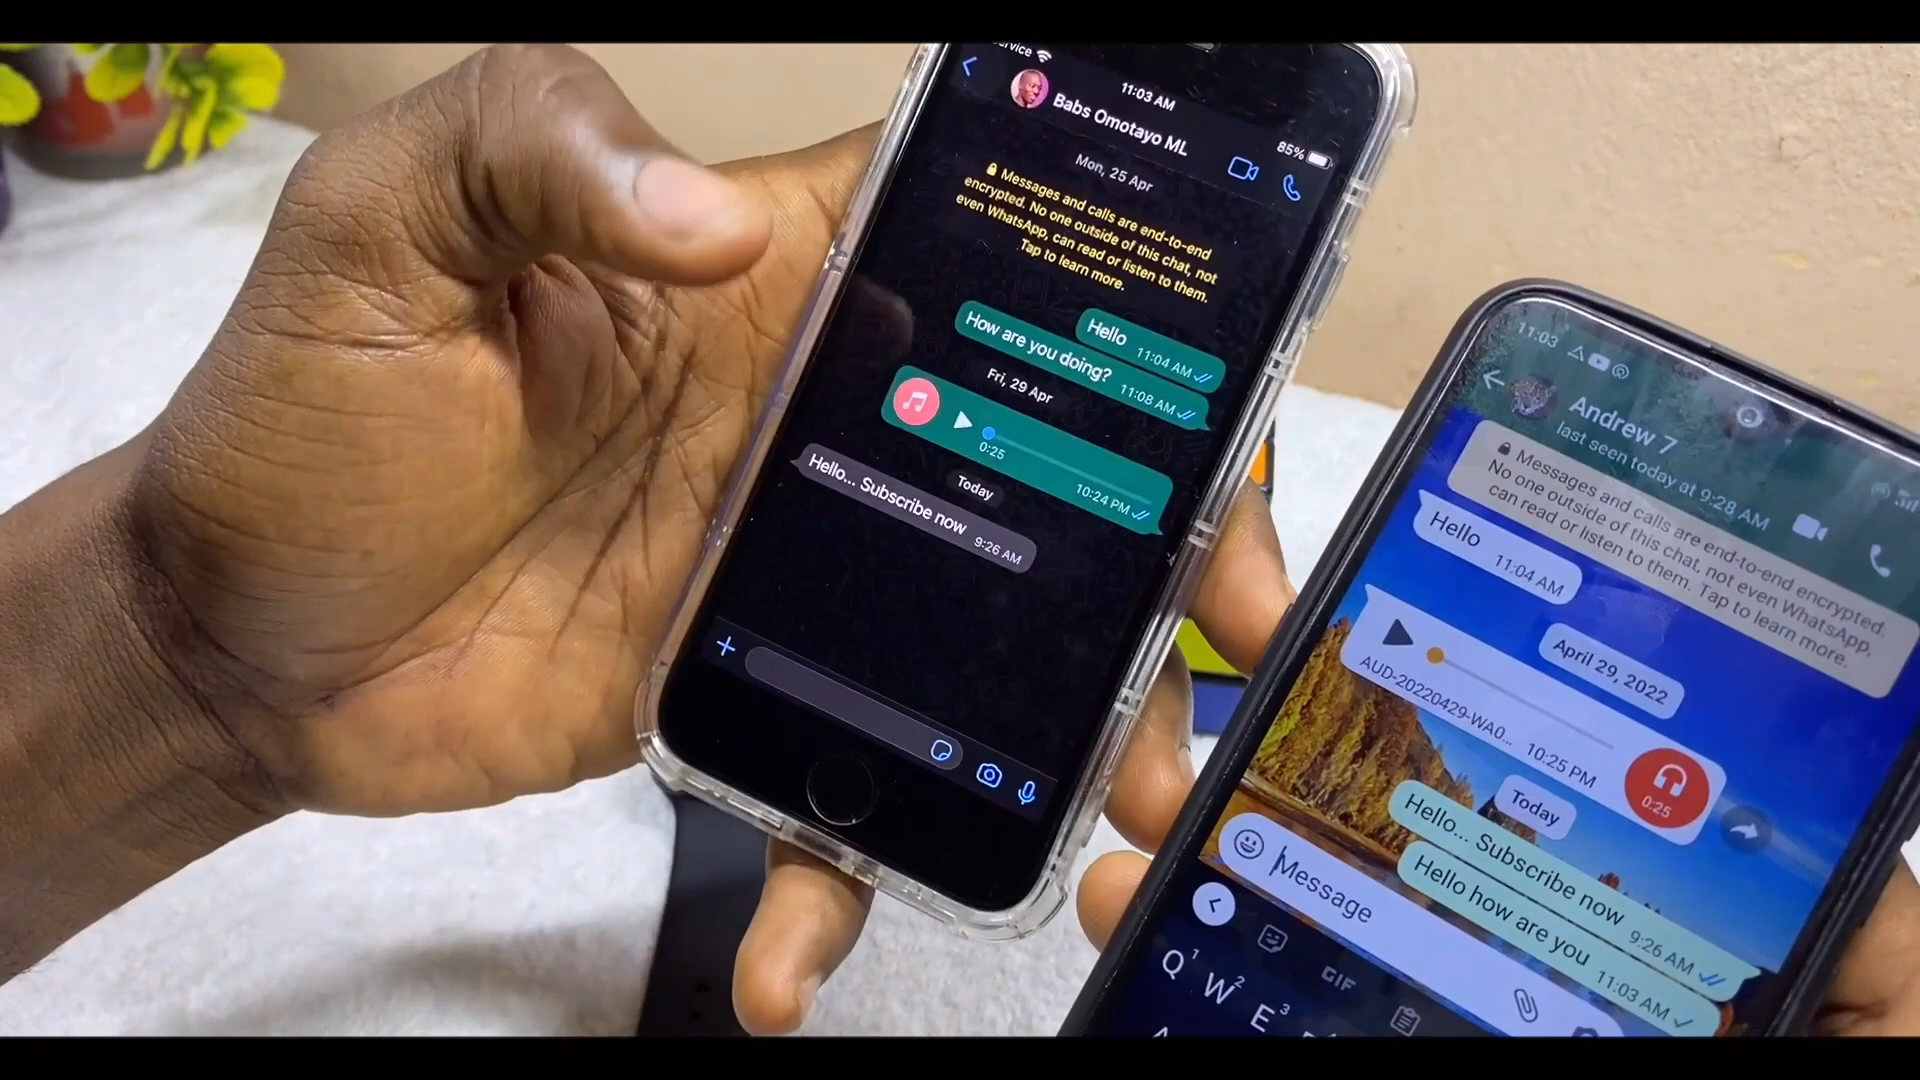 11:03 AM
85%
Babs Omotayo ML
Mon, 25 Apr
Messages and calls are end-to-end
encrypted. No one outside of this chat, not
even WhatsApp, can read or listen to them.
Tap to learn more.
Hello 11:04 AM
How are you doing? 11:08 AM
Fri, 29 Apr
0:25
10:24 PM
Today
Hello... Subscribe now 9:26 AM
11:03
Andrew 7
last seen today at 9:28 AM
Messages and calls are end-to-end encrypted.
No one outside of this chat, not even WhatsApp,
can read or listen to them. Tap to learn more.
Hello 11:04 AM
April 29, 2022
AUD-20220429-WA0... 10:25 PM
0:25
Today
Hello... Subscribe now 9:26 AM
Hello how are you 11:03 AM
Message
GIF
Q 1 W 2 E 3